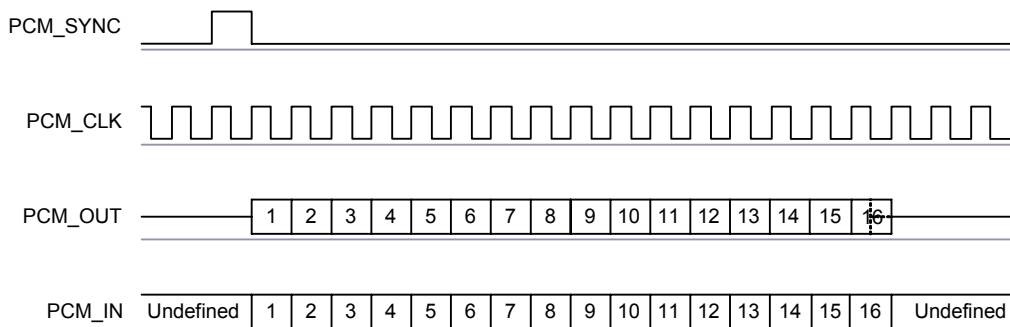 PCM_SYNC
PCM_CLK
PCM_OUT 1 2 3 4 5 6 7 8 9 10 11 12 13 14 15 16
PCM_IN Undefined 1 2 3 4 5 6 7 8 9 10 11 12 13 14 15 16 Undefined